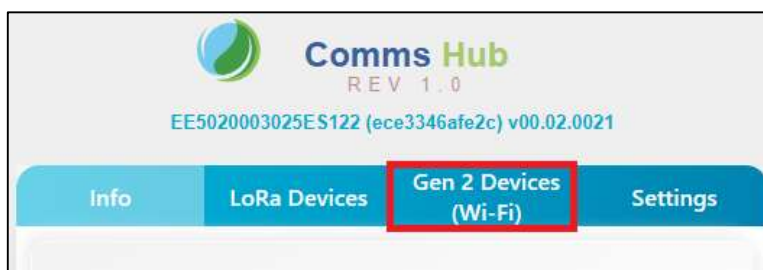 Comms Hub
REV 1.0
EE5020003025ES122 (ece3346afe2c) v00.02.0021
Info
LoRa Devices
Gen 2 Devices
(Wi-Fi)
Settings